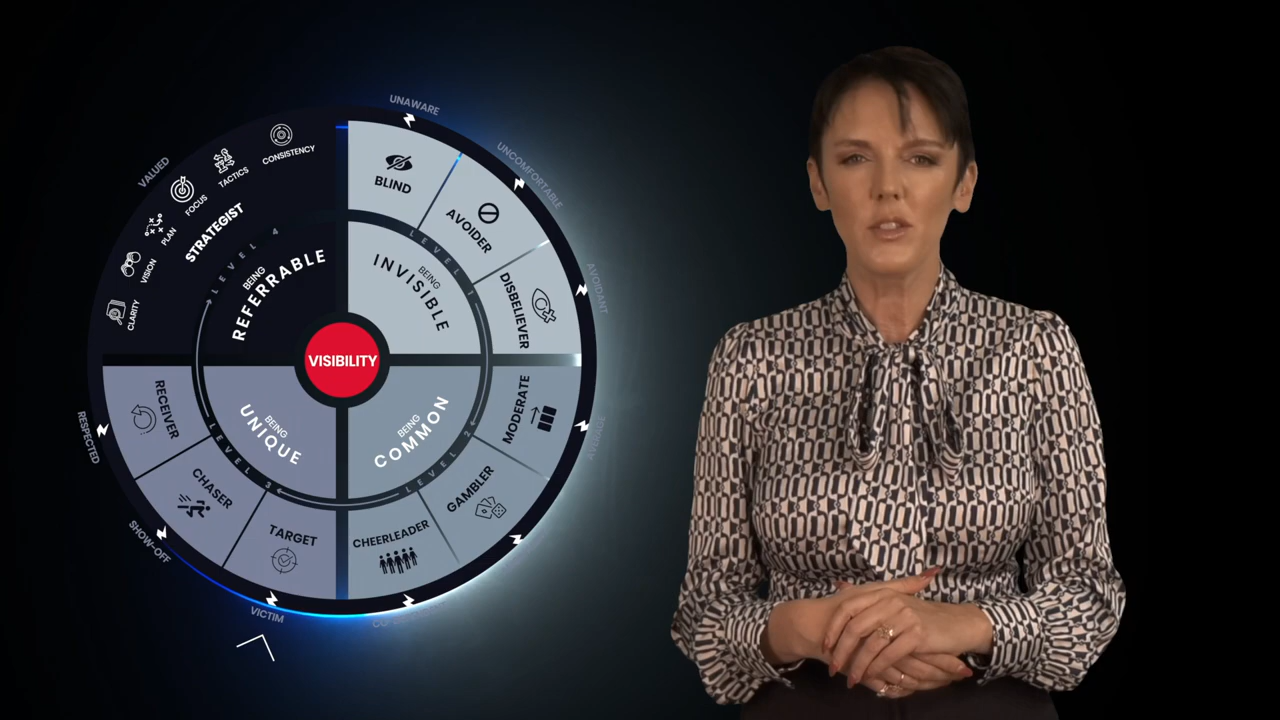 UNAWARE
UNCOMFORTABLE
AVOIDANT
AVERAGE
VICTIM
SHOW-OFF
RESPECTED
VALUED
BLIND
AVOIDER
DISBELIEVER
BEING
INVISIBLE
LEVEL 1
MODERATE
GAMBLER
CHEERLEADER
BEING
COMMON
LEVEL 2
TARGET
CHASER
RECEIVER
BEING
UNIQUE
LEVEL 3
CLARITY
VISION
PLAN
FOCUS
TACTICS
CONSISTENCY
STRATEGIST
LEVEL 4
BEING
REFERRABLE
VISIBILITY